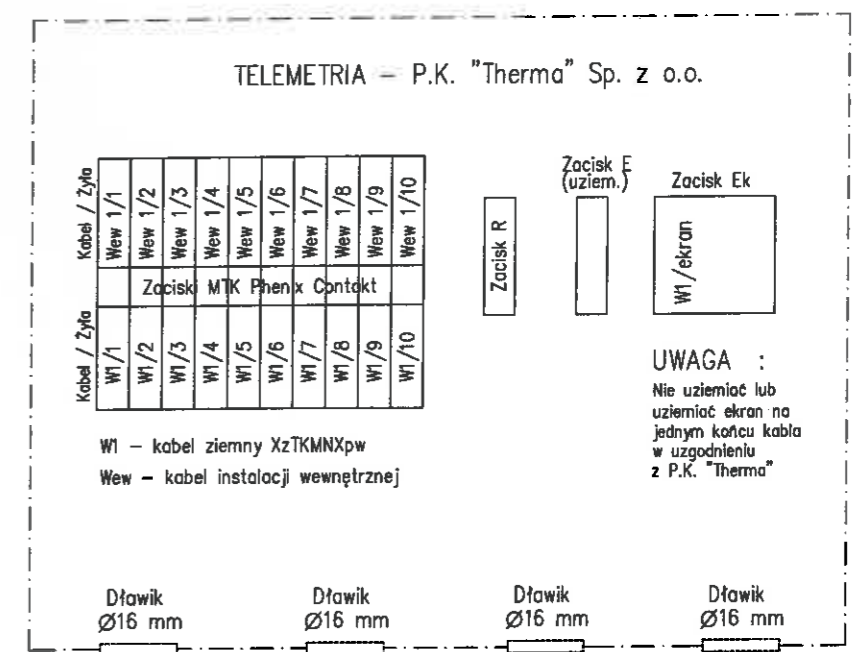 TELEMETRIA – P.K. "Therma" Sp. z o.o.
Kabel / Żyła
Wew 1/1
Wew 1/2
Wew 1/3
Wew 1/4
Wew 1/5
Wew 1/6
Wew 1/7
Wew 1/8
Wew 1/9
Wew 1/10
Zaciski MTK Phenix Contakt
Kabel / Żyła
W1/1
W1/2
W1/3
W1/4
W1/5
W1/6
W1/7
W1/8
W1/9
W1/10
Zacisk R
Zacisk E
(uziem.)
Zacisk Ek
W1/ekran
UWAGA :
Nie uziemiać lub
uziemiać ekran na
jednym końcu kabla
w uzgodnieniu
z P.K. "Therma"
W1 – kabel ziemny XzTKMNXpw
Wew – kabel instalacji wewnętrznej
Dławik
Ø16 mm
Dławik
Ø16 mm
Dławik
Ø16 mm
Dławik
Ø16 mm